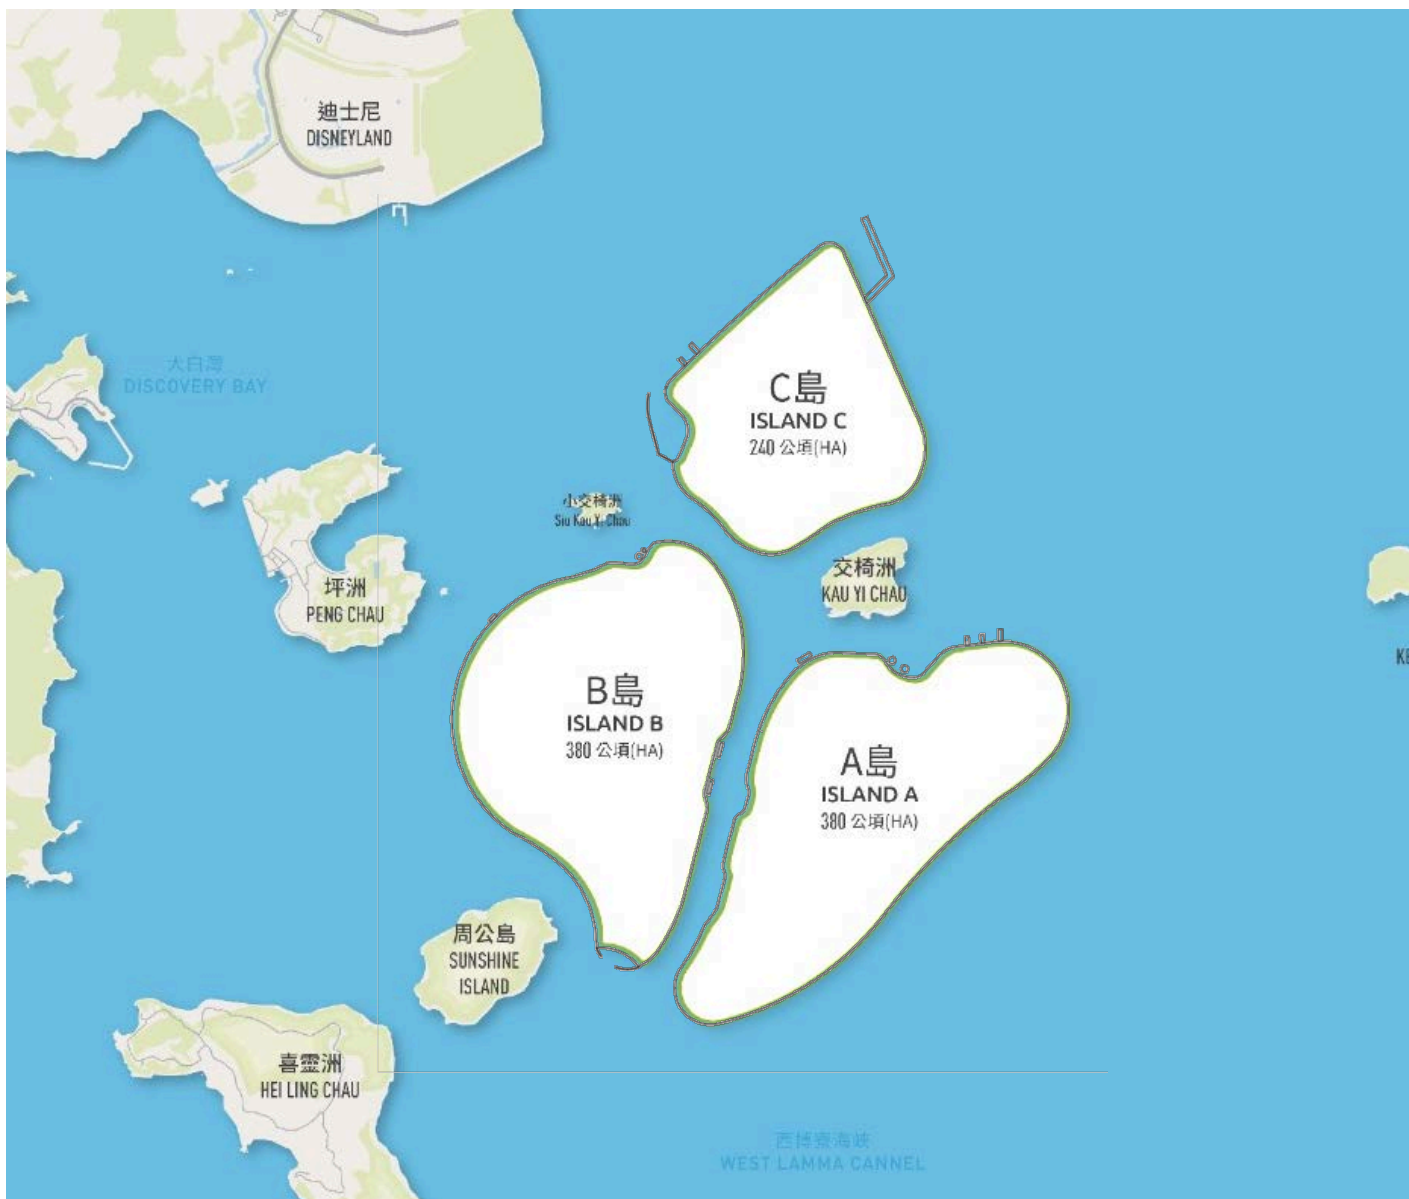 迪士尼
DISNEYLAND
大白灣
DISCOVERY BAY
C島
ISLAND C
240 公頃(HA)
小交椅洲
Siu Kau Yi Chau
交椅洲
KAU YI CHAU
坪洲
PENG CHAU
B島
ISLAND B
380 公頃(HA)
A島
ISLAND A
380 公頃(HA)
周公島
SUNSHINE
ISLAND
喜靈洲
HEI LING CHAU
西博寮海峽
WEST LAMMA CANNEL